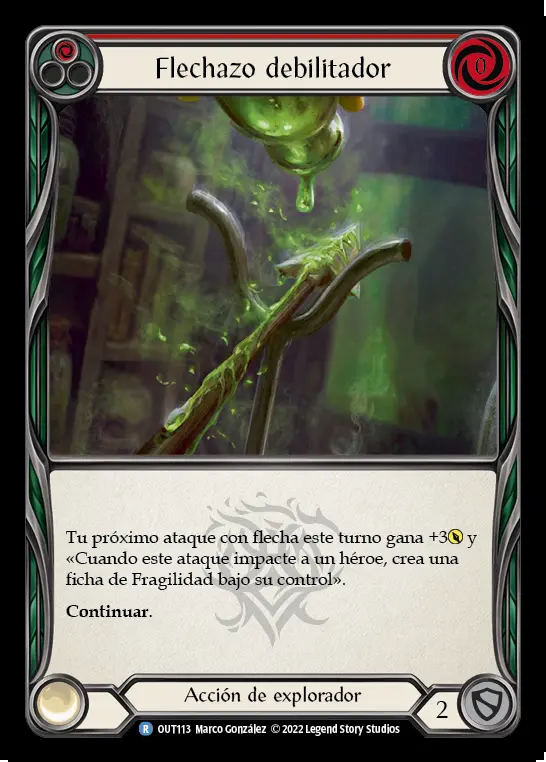 Flechazo debilitador
0
Tu próximo ataque con flecha este turno gana +3 y
«Cuando este ataque impacte a un héroe, crea una
ficha de Fragilidad bajo su control».
Continuar.
Acción de explorador
2
R OUT113 Marco González © 2022 Legend Story Studios